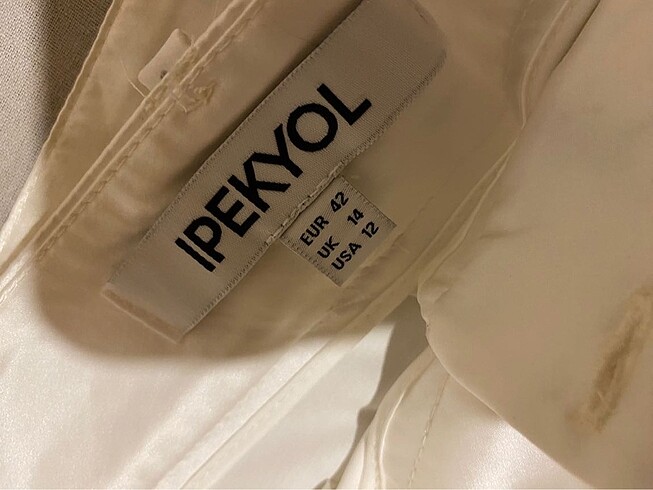 IPEKYOL
EUR 42
UK 14
USA 12